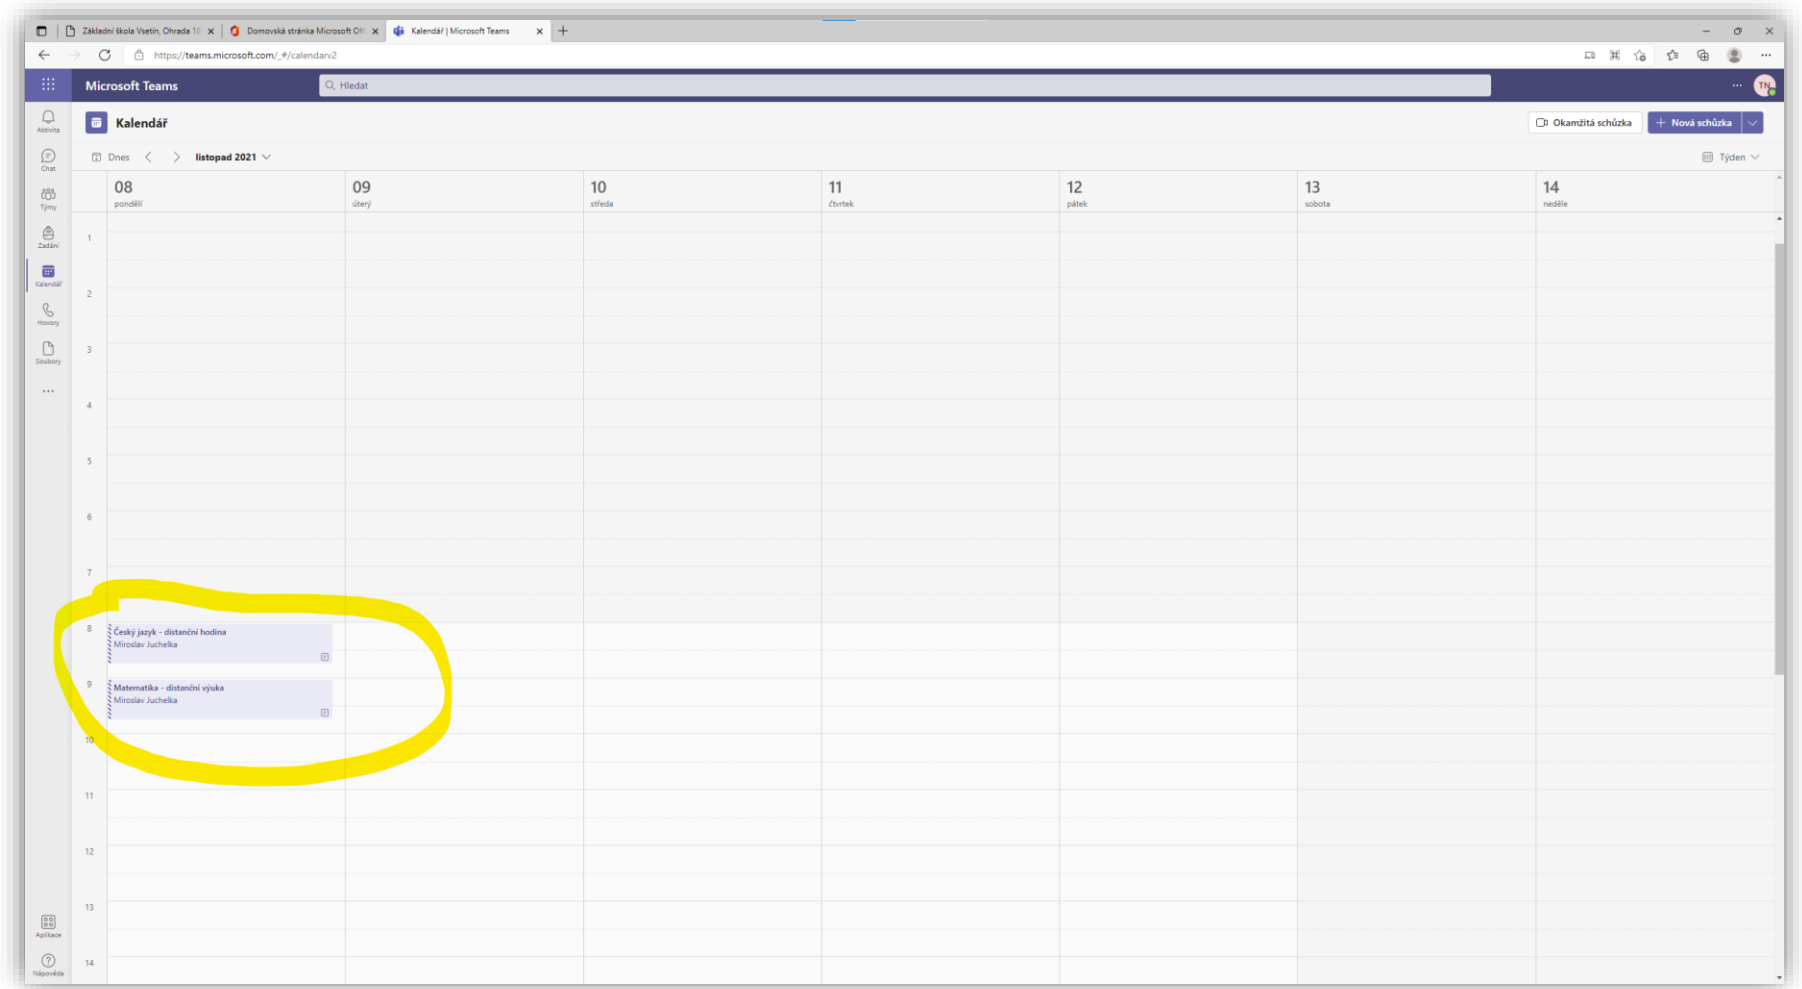 Základní škola Vsetín, Ohrada 18
Domovská stránka Microsoft Off
Kalendář | Microsoft Teams
https://teams.microsoft.com/_#/calendarv2
Microsoft Teams
Hledat
TN
Aktivita
Chat
Týmy
Zadání
Kalendář
Hovory
Soubory
Aplikace
Nápověda
Kalendář
Okamžitá schůzka
+ Nová schůzka
Dnes
listopad 2021
Týden
08
pondělí
09
úterý
10
středa
11
čtvrtek
12
pátek
13
sobota
14
neděle
1
2
3
4
5
6
7
8
Český jazyk - distanční hodina
Miroslav Juchelka
9
Matematika - distanční výuka
Miroslav Juchelka
10
11
12
13
14